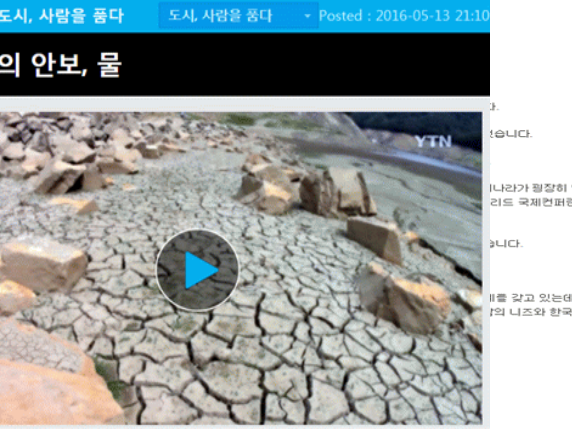 도시, 사람을 품다
도시, 사람을 품다
Posted : 2016-05-13 21:10
의 안보, 물
YTN
습니다.
나라가 굉장히
리드 국제컨퍼런
습니다.
를 갖고 있는데
의 니즈와 한국